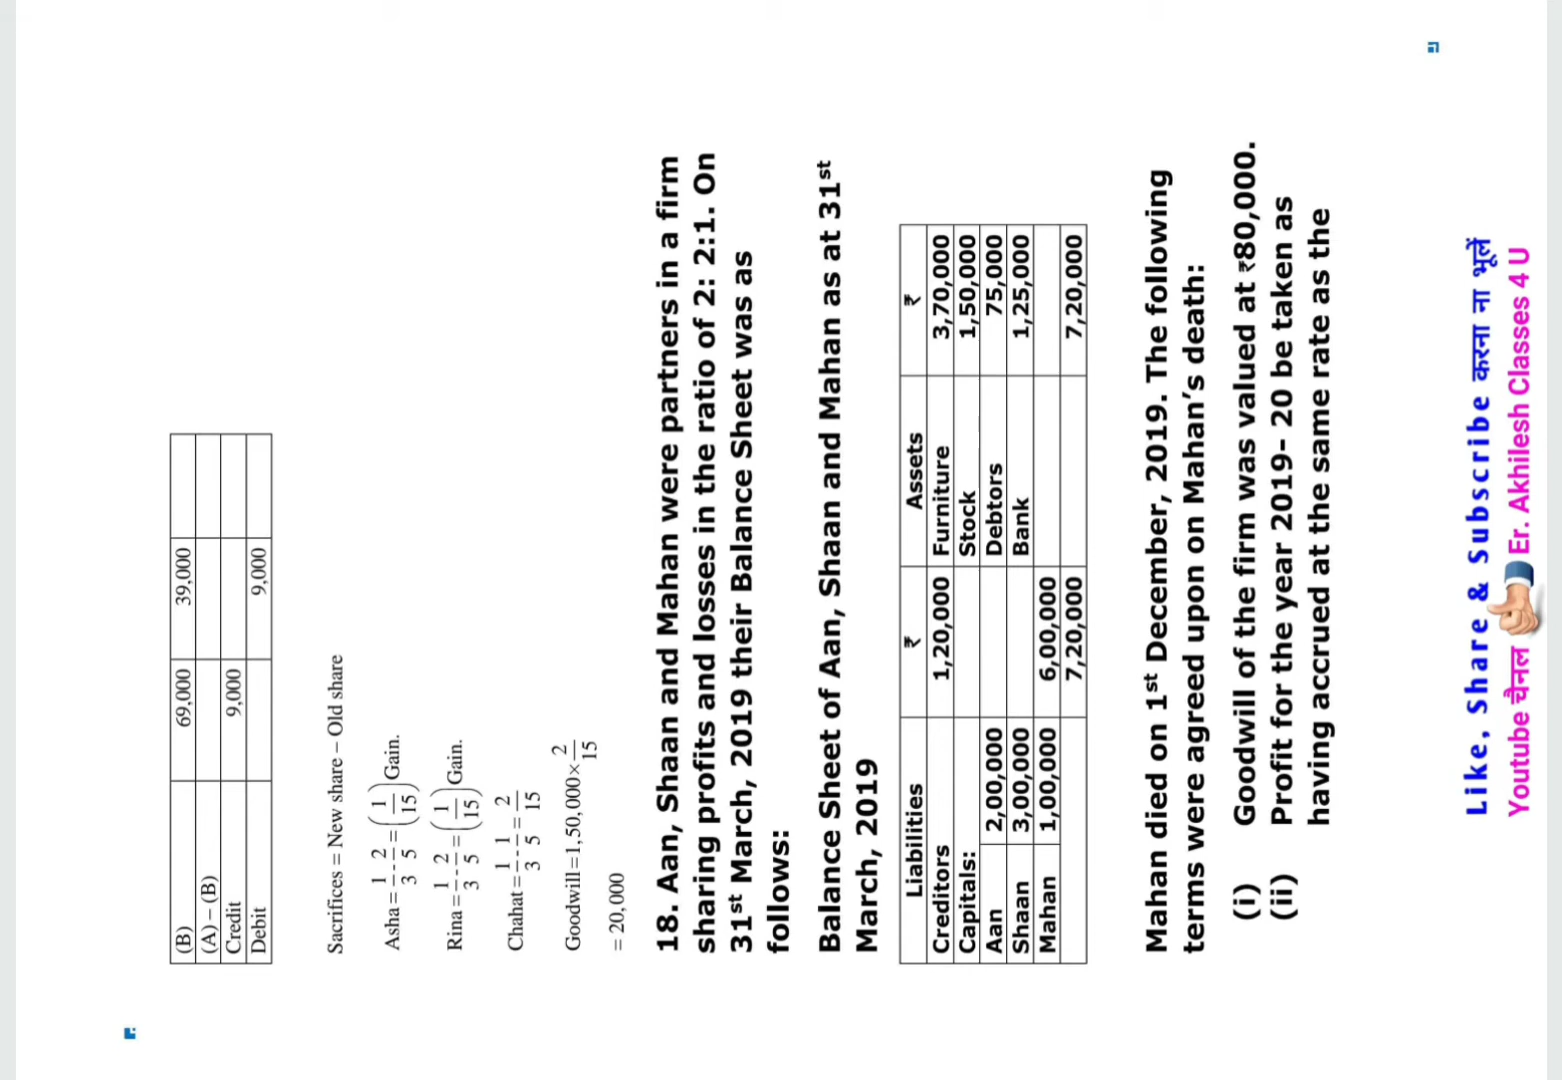 (B) 69,000 39,000
(A) – (B)
Credit 9,000
Debit 9,000
Sacrifices = New share – Old share
Asha = 1/3 - 2/5 = (1/15) Gain.
Rina = 1/3 - 2/5 = (1/15) Gain.
Chahat = 1/3 - 1/5 = 2/15
Goodwill = 1,50,000 × 2/15
= 20,000
18. Aan, Shaan and Mahan were partners in a firm
sharing profits and losses in the ratio of 2: 2:1. On
31st March, 2019 their Balance Sheet was as
follows:
Balance Sheet of Aan, Shaan and Mahan as at 31st
March, 2019
Liabilities ₹ Assets ₹
Creditors 1,20,000 Furniture 3,70,000
Capitals: Stock 1,50,000
Aan 2,00,000 Debtors 75,000
Shaan 3,00,000 Bank 1,25,000
Mahan 1,00,000 6,00,000
7,20,000 7,20,000
Mahan died on 1st December, 2019. The following
terms were agreed upon on Mahan’s death:
(i) Goodwill of the firm was valued at ₹80,000.
(ii) Profit for the year 2019- 20 be taken as
having accrued at the same rate as the
Like, Share & Subscribe करना ना भूलें
Youtube चैनल Er. Akhilesh Classes 4 U